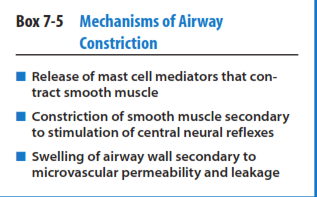 Box 7-5 Mechanisms of Airway
Constriction
■ Release of mast cell mediators that con-
tract smooth muscle
■ Constriction of smooth muscle secondary
to stimulation of central neural reflexes
■ Swelling of airway wall secondary to
microvascular permeability and leakage